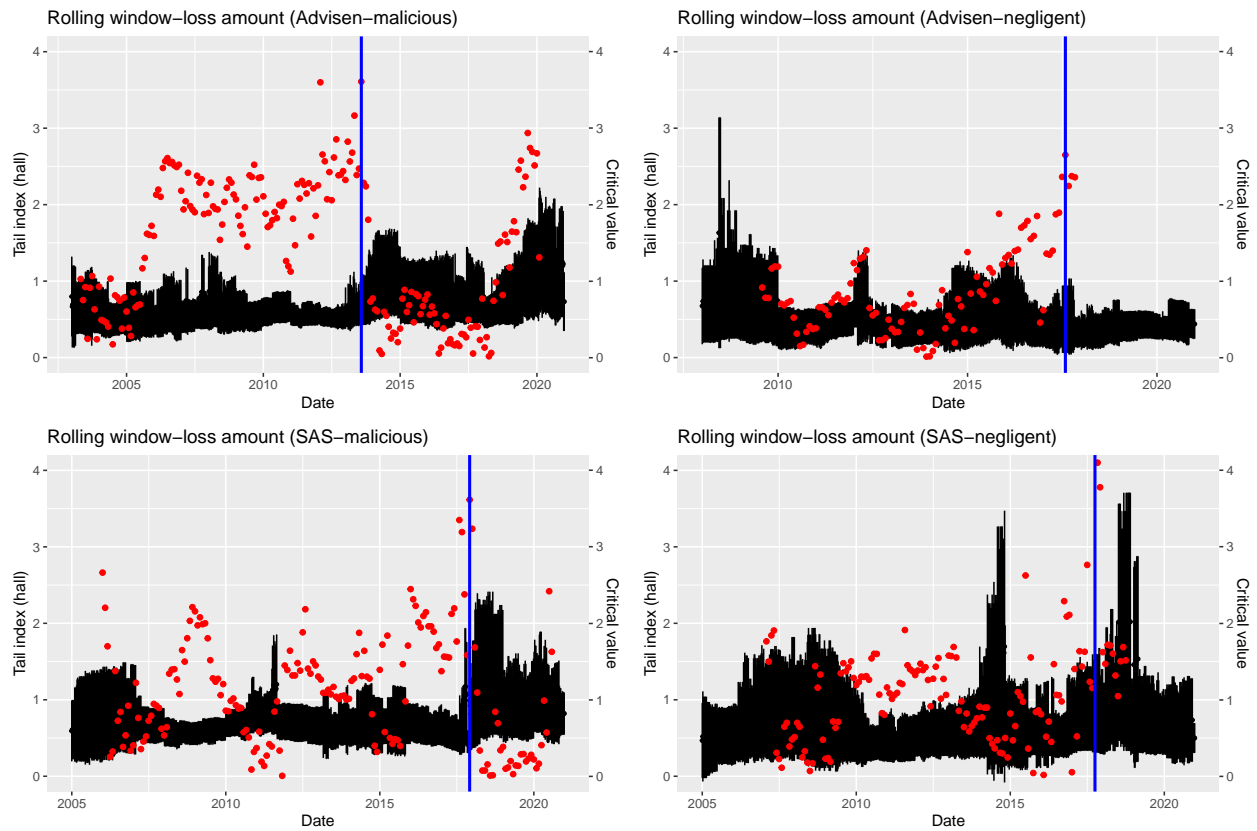 Rolling window−loss amount (Advisen−malicious)
4
3
2
1
0
4
3
2
1
0
Tail index (hall)
Critical value
2005 2010 2015 2020
Date
Rolling window−loss amount (Advisen−negligent)
4
3
2
1
0
4
3
2
1
0
Tail index (hall)
Critical value
2010 2015 2020
Date
Rolling window−loss amount (SAS−malicious)
4
3
2
1
0
4
3
2
1
0
Tail index (hall)
Critical value
2005 2010 2015 2020
Date
Rolling window−loss amount (SAS−negligent)
4
3
2
1
0
4
3
2
1
0
Tail index (hall)
Critical value
2005 2010 2015 2020
Date